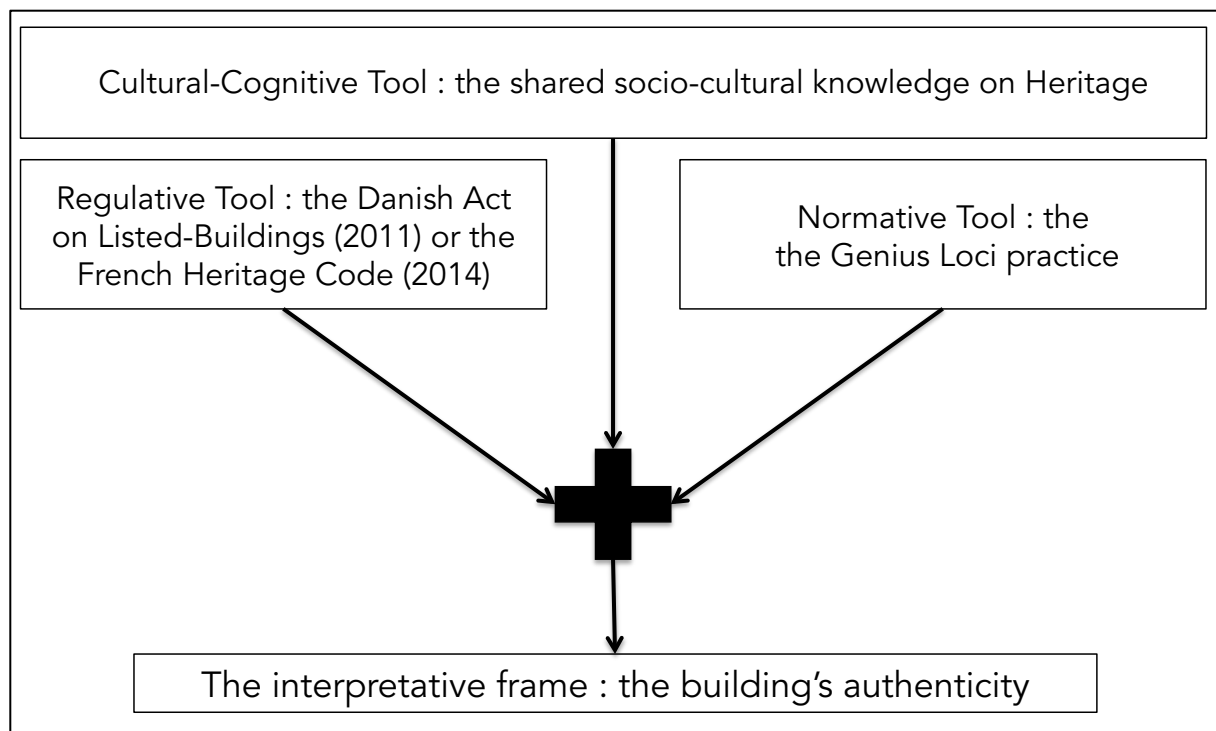 Cultural-Cognitive Tool : the shared socio-cultural knowledge on Heritage
Regulative Tool : the Danish Act
on Listed-Buildings (2011) or the
French Heritage Code (2014)
Normative Tool : the
the Genius Loci practice
The interpretative frame : the building’s authenticity